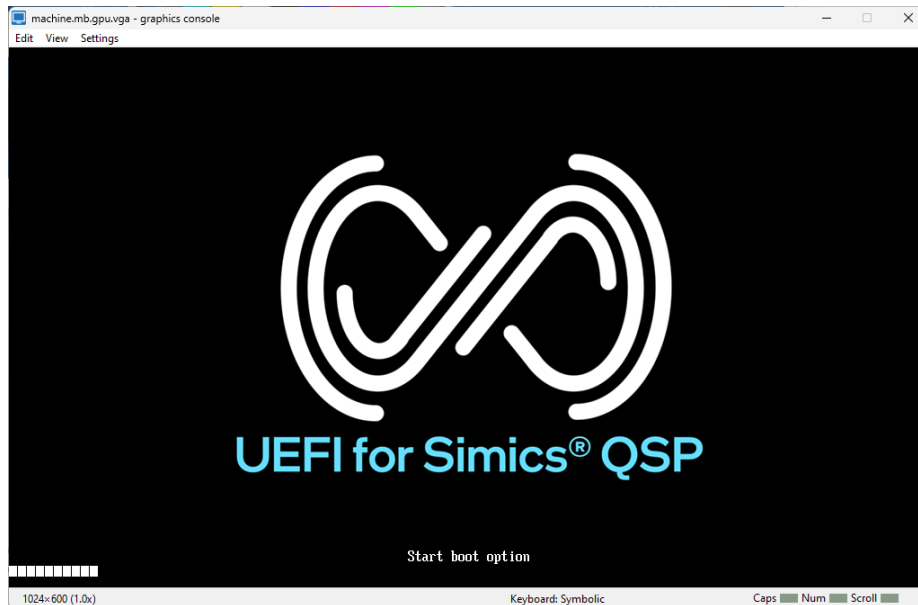 machine.mb.gpu.vga - graphics console
Edit View Settings
UEFI for Simics® QSP
Start boot option
1024×600 (1.0x) Keyboard: Symbolic Caps Num Scroll